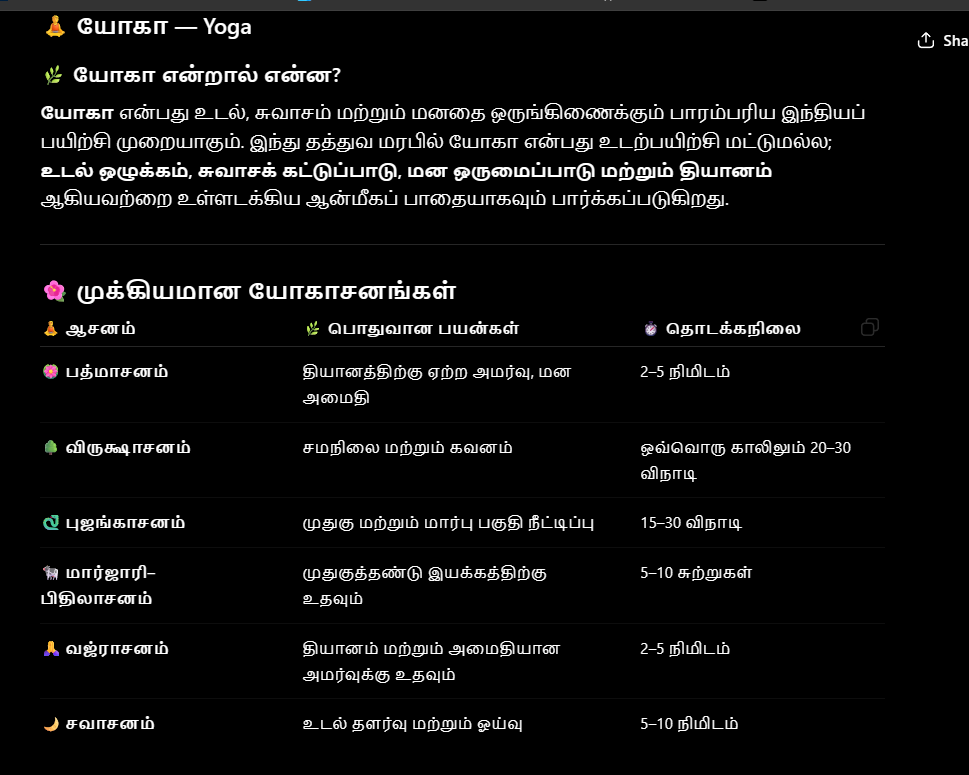 🧘 யோகா — Yoga
Sha
🌿 யோகா என்றால் என்ன?
யோகா என்பது உடல், சுவாசம் மற்றும் மனதை ஒருங்கிணைக்கும் பாரம்பரிய இந்தியப்
பயிற்சி முறையாகும். இந்து தத்துவ மரபில் யோகா என்பது உடற்பயிற்சி மட்டுமல்ல;
உடல் ஒழுக்கம், சுவாசக் கட்டுப்பாடு, மன ஒருமைப்பாடு மற்றும் தியானம்
ஆகியவற்றை உள்ளடக்கிய ஆன்மீகப் பாதையாகவும் பார்க்கப்படுகிறது.
🌺 முக்கியமான யோகாசனங்கள்
🧘 ஆசனம் 🌿 பொதுவான பயன்கள் ⏱️ தொடக்கநிலை
🪷 பத்மாசனம் தியானத்திற்கு ஏற்ற அமர்வு, மன 2–5 நிமிடம்
அமைதி
🌳 விருக்ஷாசனம் சமநிலை மற்றும் கவனம் ஒவ்வொரு காலிலும் 20–30
விநாடி
🐍 புஜங்காசனம் முதுகு மற்றும் மார்பு பகுதி நீட்டிப்பு 15–30 விநாடி
🐄 மார்ஜாரி– முதுகுத்தண்டு இயக்கத்திற்கு 5–10 சுற்றுகள்
பிதிலாசனம் உதவும்
🙏 வஜ்ராசனம் தியானம் மற்றும் அமைதியான 2–5 நிமிடம்
அமர்வுக்கு உதவும்
🌙 சவாசனம் உடல் தளர்வு மற்றும் ஓய்வு 5–10 நிமிடம்